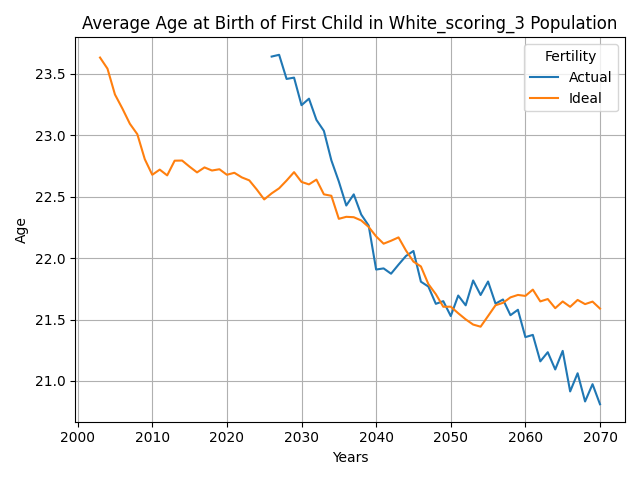 Average Age at Birth of First Child in White_scoring_3 Population
Fertility
Actual
Ideal
Age
23.5
23.0
22.5
22.0
21.5
21.0
2000 2010 2020 2030 2040 2050 2060 2070
Years